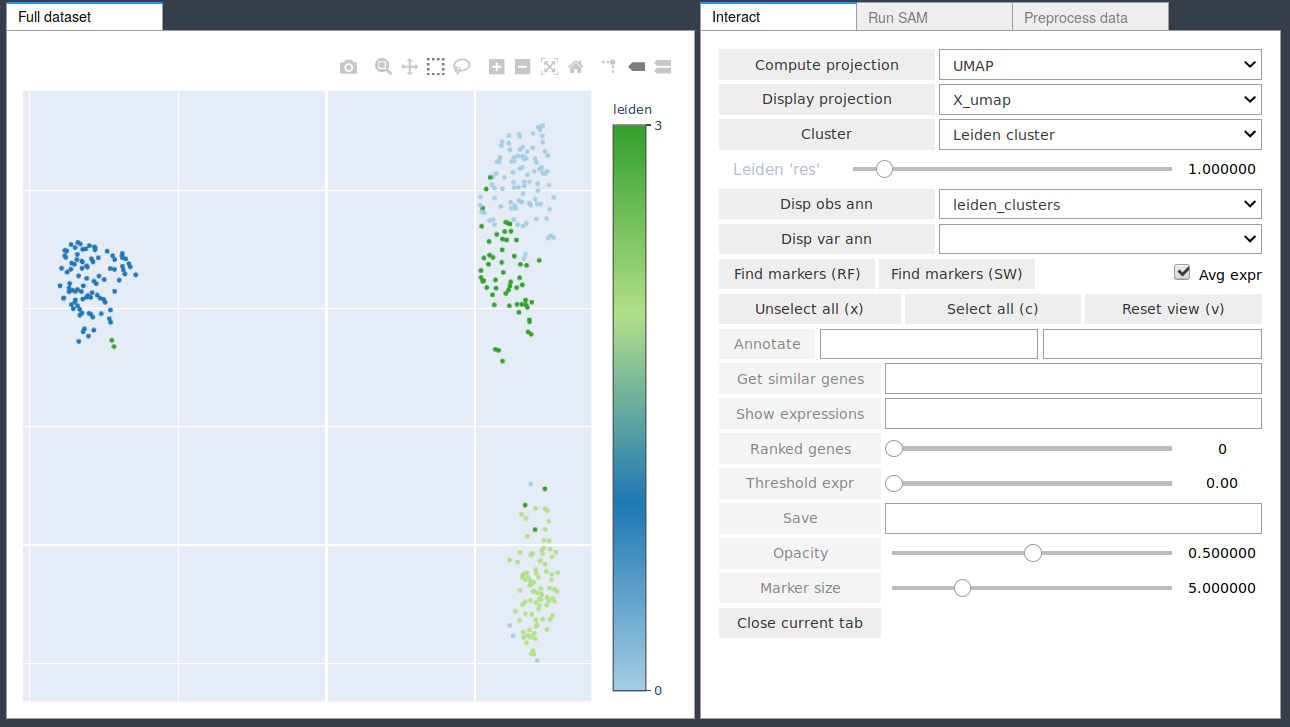 Full dataset
leiden
3
0
Interact Run SAM Preprocess data
Compute projection UMAP
Display projection X_umap
Cluster Leiden cluster
Leiden 'res' 1.000000
Disp obs ann leiden_clusters
Disp var ann
Find markers (RF) Find markers (SW) Avg expr
Unselect all (x) Select all (c) Reset view (v)
Annotate
Get similar genes
Show expressions
Ranked genes 0
Threshold expr 0.00
Save
Opacity 0.500000
Marker size 5.000000
Close current tab